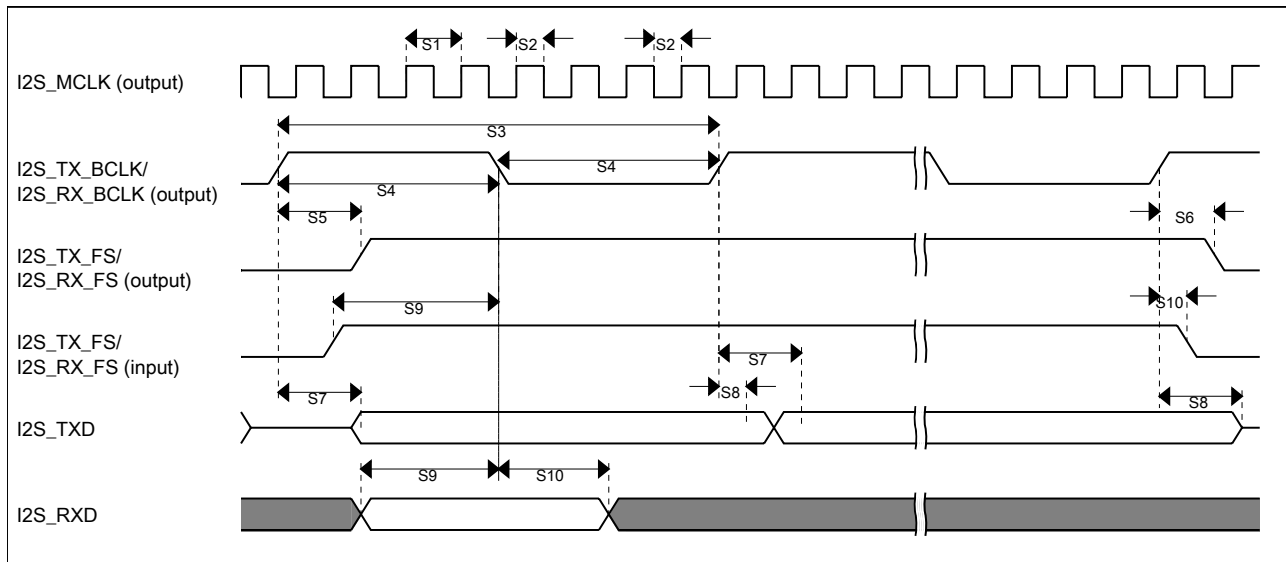 S1 S2 S2
I2S_MCLK (output)
S3
I2S_TX_BCLK/
I2S_RX_BCLK (output)
S4
S4
S5
S6
I2S_TX_FS/
I2S_RX_FS (output)
S9
S10
I2S_TX_FS/
I2S_RX_FS (input)
S7
S7
S8
S8
I2S_TXD
S9
S10
I2S_RXD